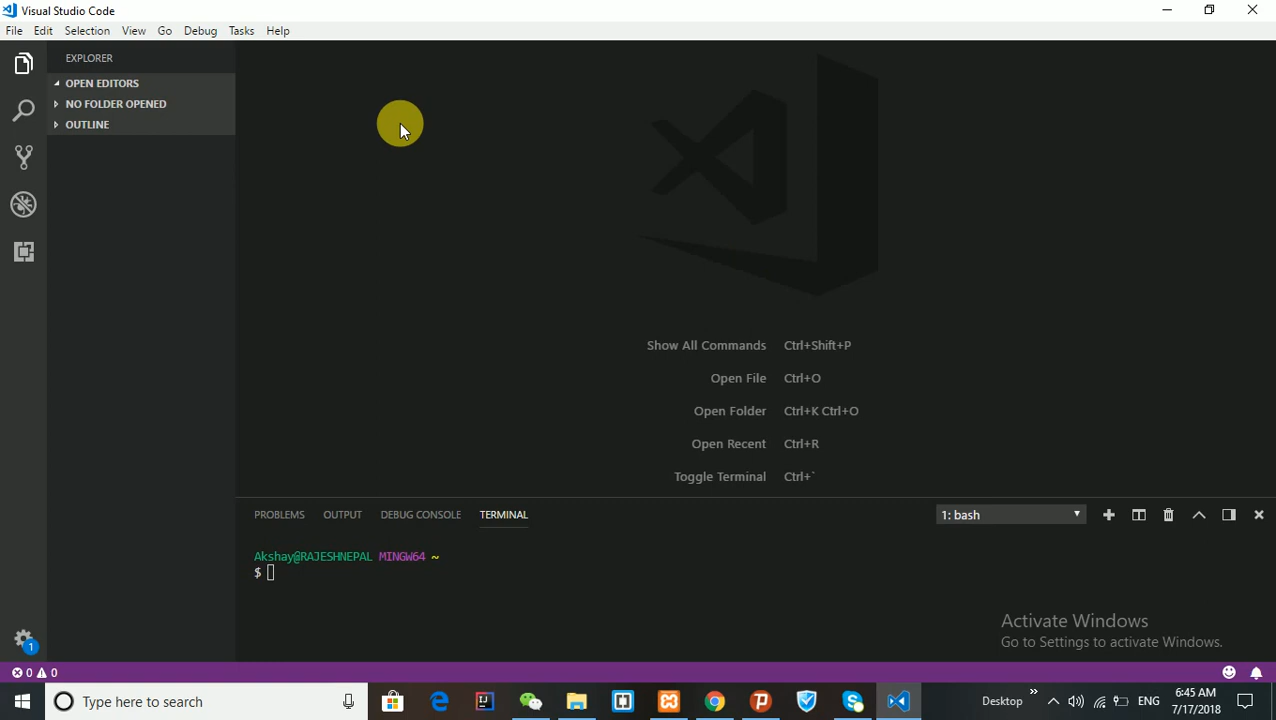 Visual Studio Code
File Edit Selection View Go Debug Tasks Help
EXPLORER
OPEN EDITORS
NO FOLDER OPENED
OUTLINE
Show All Commands Ctrl+Shift+P
Open File Ctrl+O
Open Folder Ctrl+K Ctrl+O
Open Recent Ctrl+R
Toggle Terminal Ctrl+`
PROBLEMS OUTPUT DEBUG CONSOLE TERMINAL 1: bash
Akshay@RAJESHNEPAL MINGW64 ~
$
Activate Windows
Go to Settings to activate Windows.
1
0 0
Type here to search Desktop » ENG 6:45 AM
7/17/2018